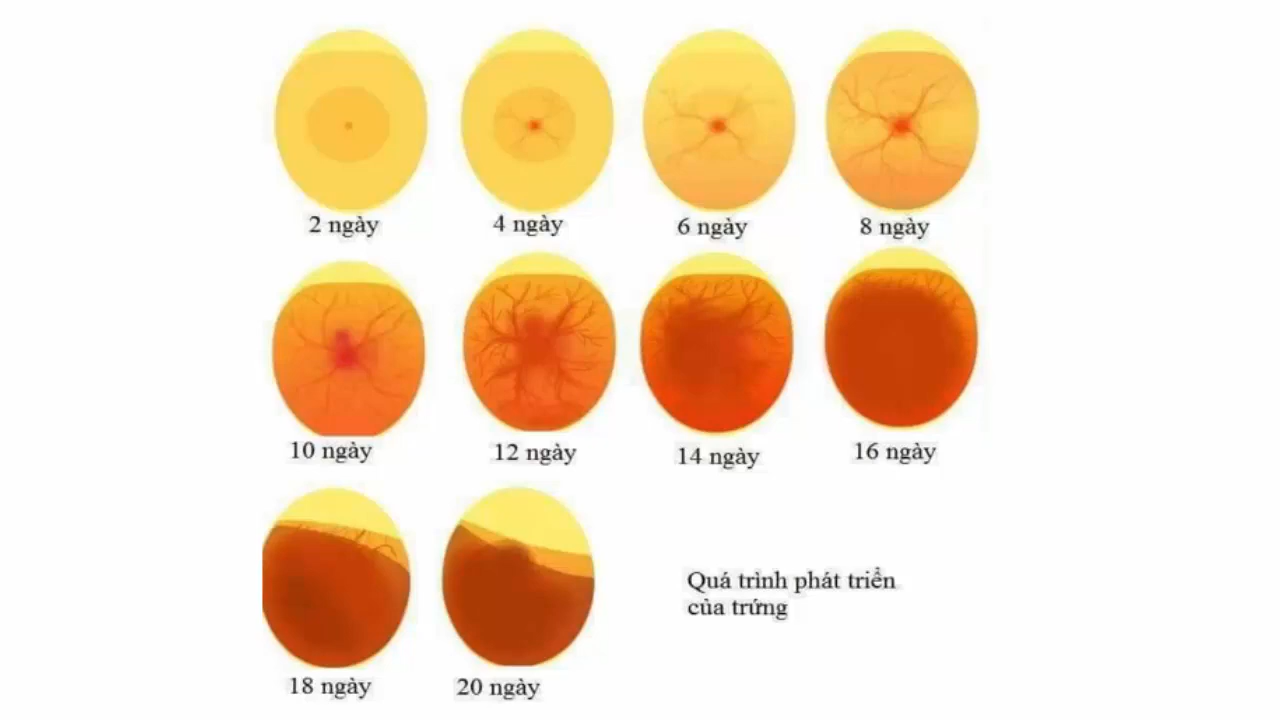 2 ngày
4 ngày
6 ngày
8 ngày
10 ngày
12 ngày
14 ngày
16 ngày
18 ngày
20 ngày
Quá trình phát triển
của trứng